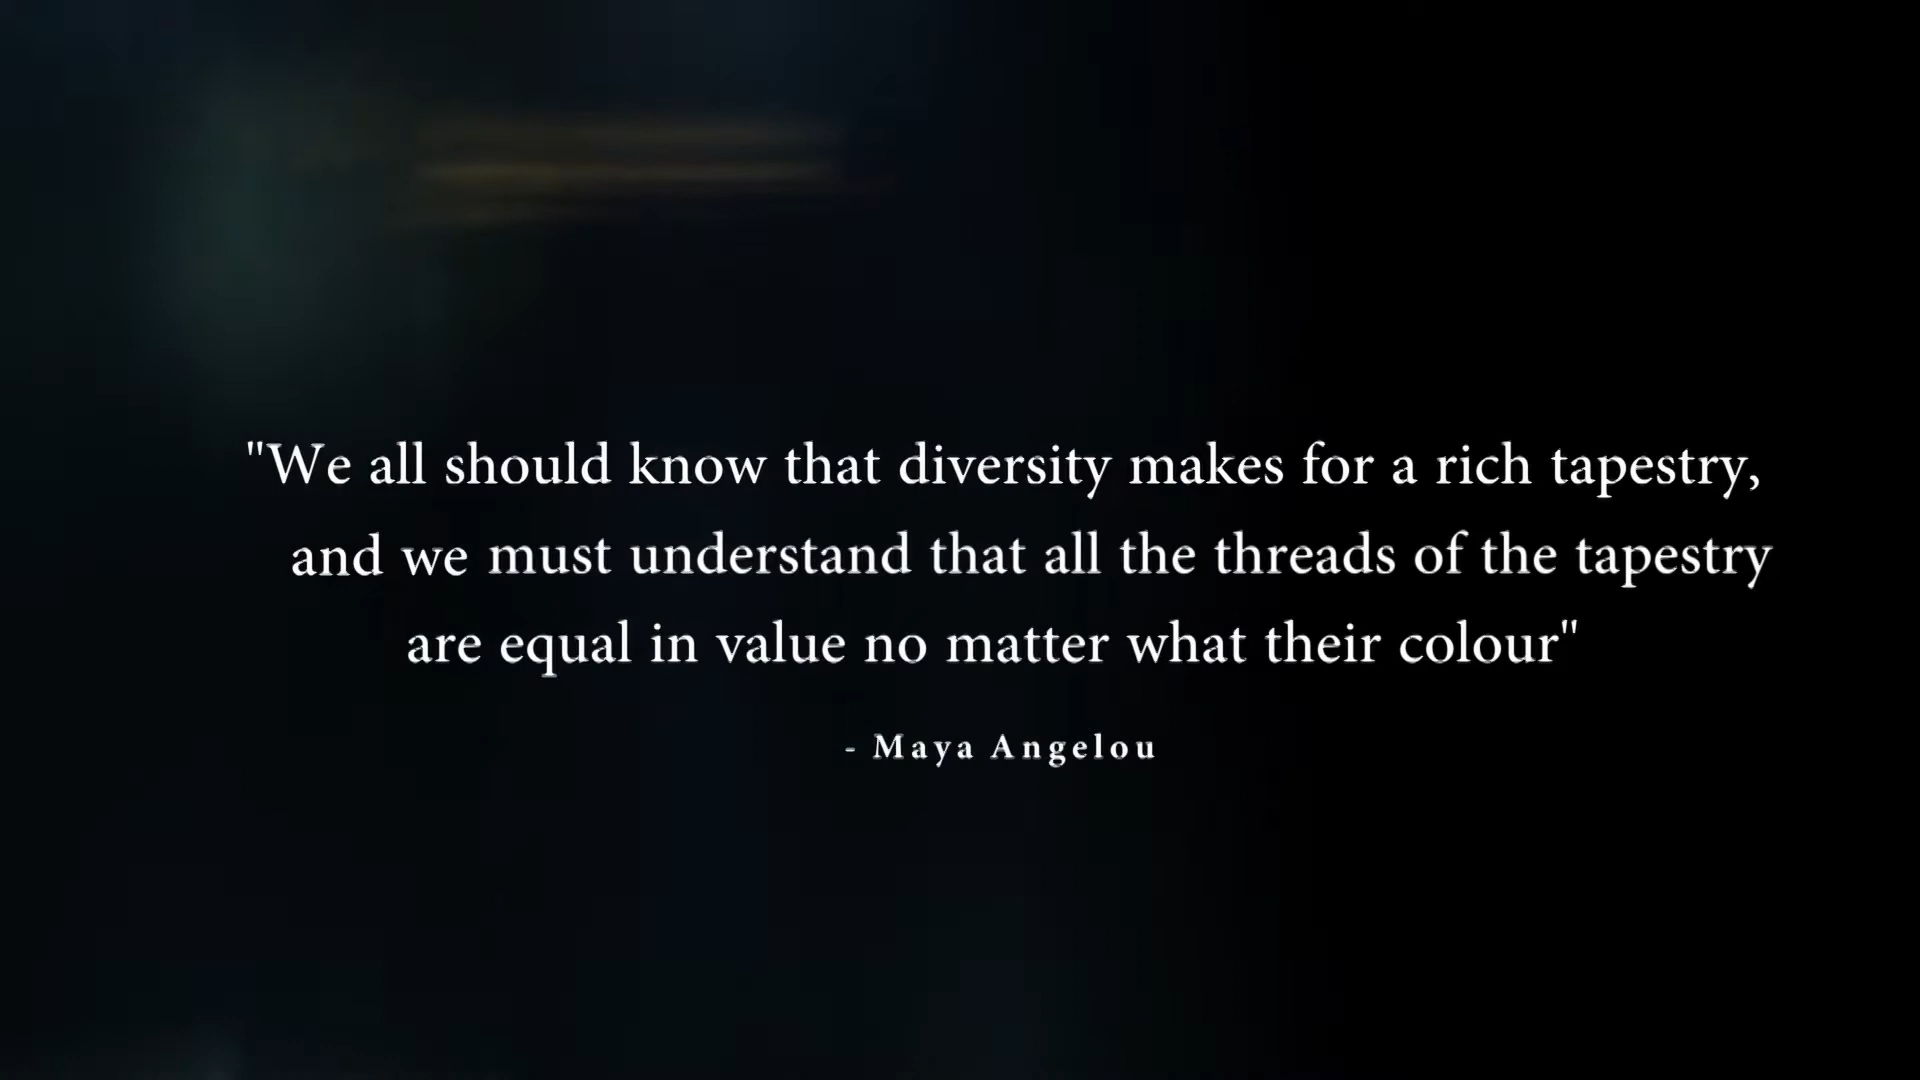 "We all should know that diversity makes for a rich tapestry,
and we must understand that all the threads of the tapestry
are equal in value no matter what their colour"
- Maya Angelou